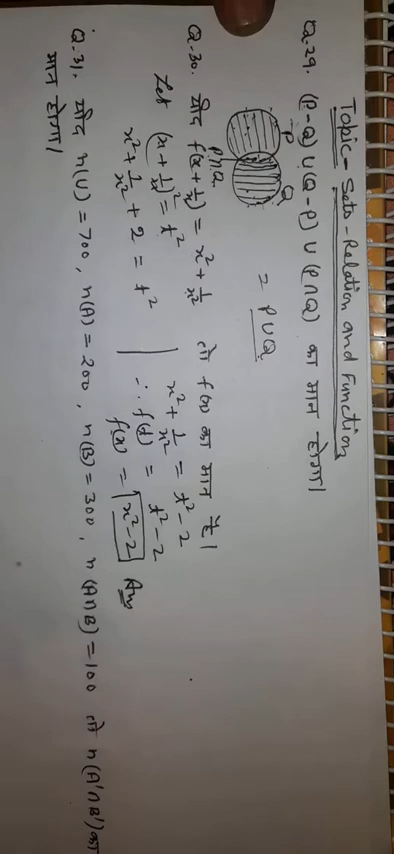 Topic - Sets - Relation and Function
Q.29. (P-Q) ∪ (Q-P) ∪ (P∩Q) का मान होगा।
P Q
P∩Q
= P∪Q
Q.30. यदि f(x + 1/x) = x² + 1/x² तो f(x) का मान है।
Let (x + 1/x)² = t²
x² + 1/x² + 2 = t²
x² + 1/x² = t² - 2
∴ f(t) = t² - 2
f(x) = x² - 2 Ans
Q.31. यदि n(U) = 700, n(A) = 200, n(B) = 300, n(A∩B) = 100 तो n(A'∩B') का
मान होगा।